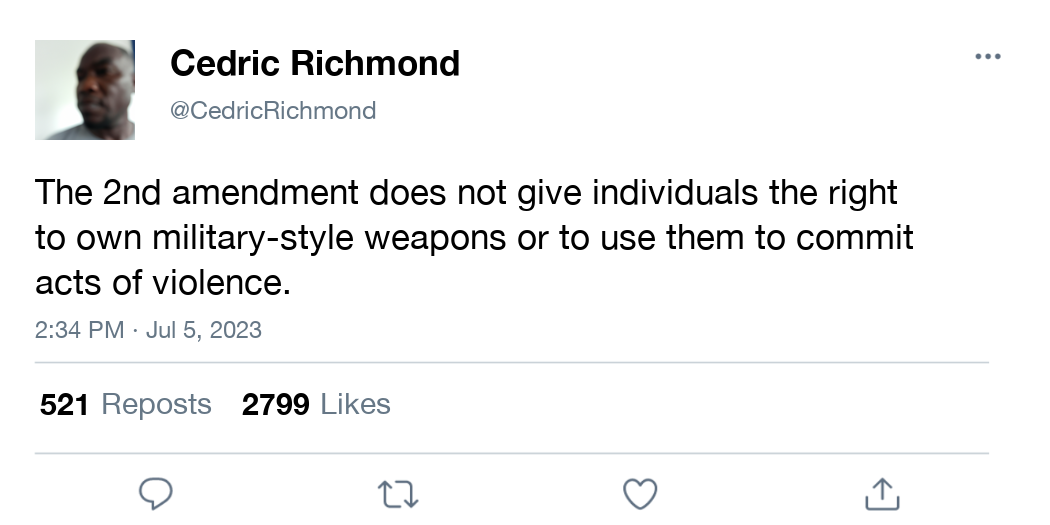 Cedric Richmond
@CedricRichmond
The 2nd amendment does not give individuals the right
to own military-style weapons or to use them to commit
acts of violence.
2:34 PM · Jul 5, 2023
521 Reposts 2799 Likes